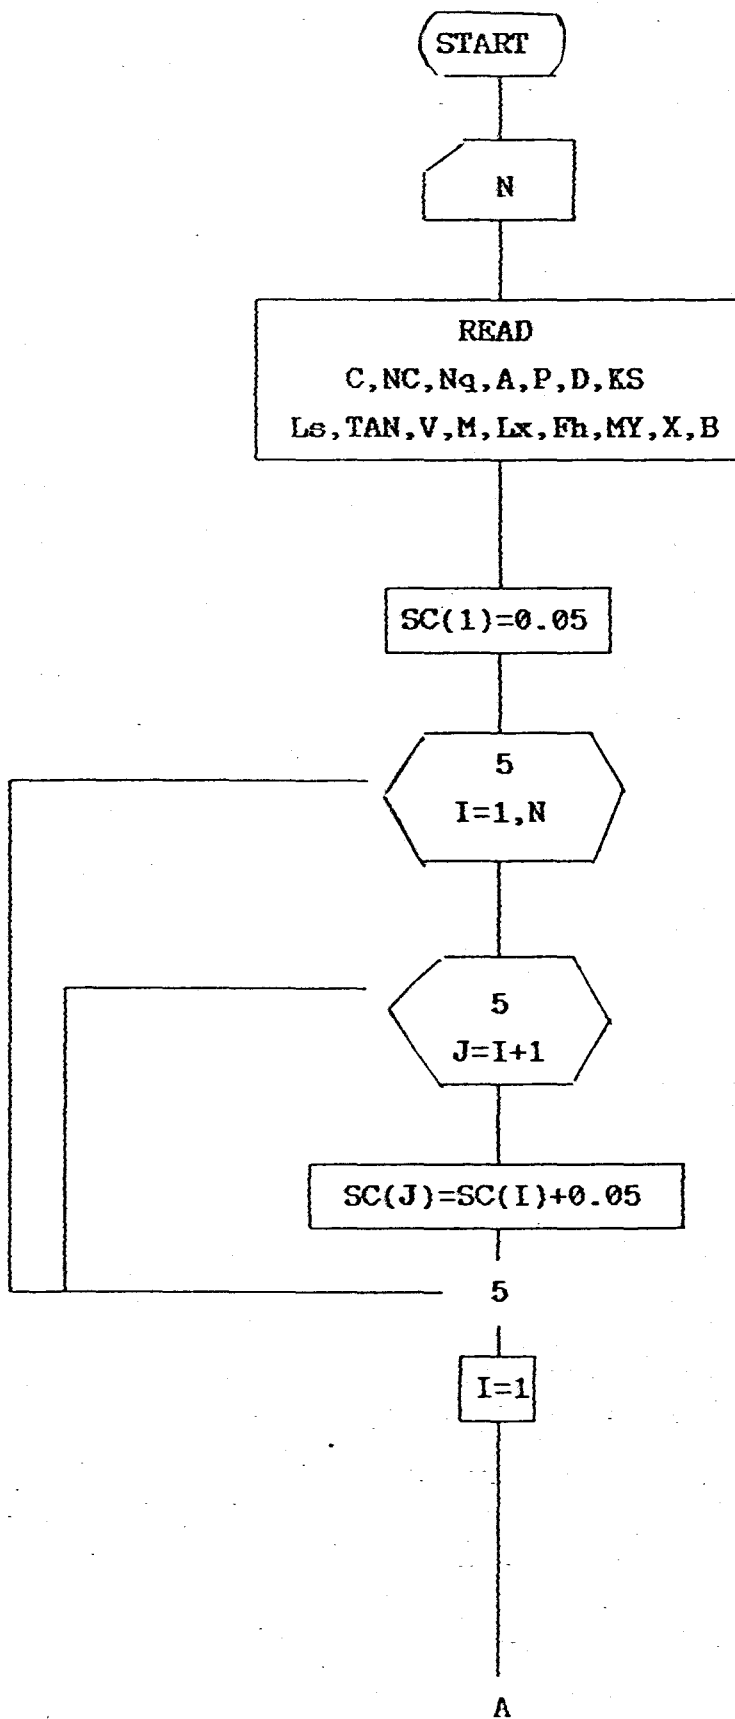 START
N
READ
C,NC,Nq,A,P,D,KS
Ls,TAN,V,M,Lx,Fh,MY,X,B
SC(1)=0.05
5
I=1,N
5
J=I+1
SC(J)=SC(I)+0.05
5
I=1
A